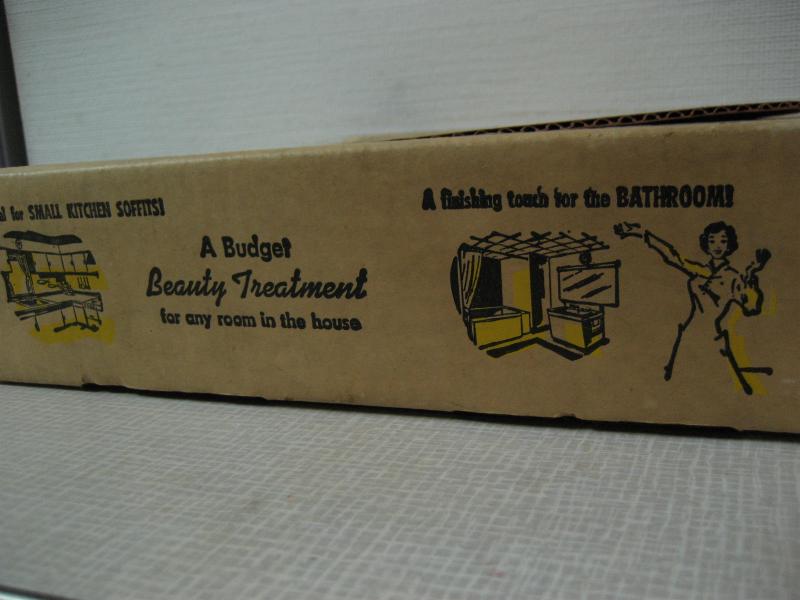 for SMALL KITCHEN SOFFITS!
A Budget
Beauty Treatment
for any room in the house
A finishing touch for the BATHROOM!